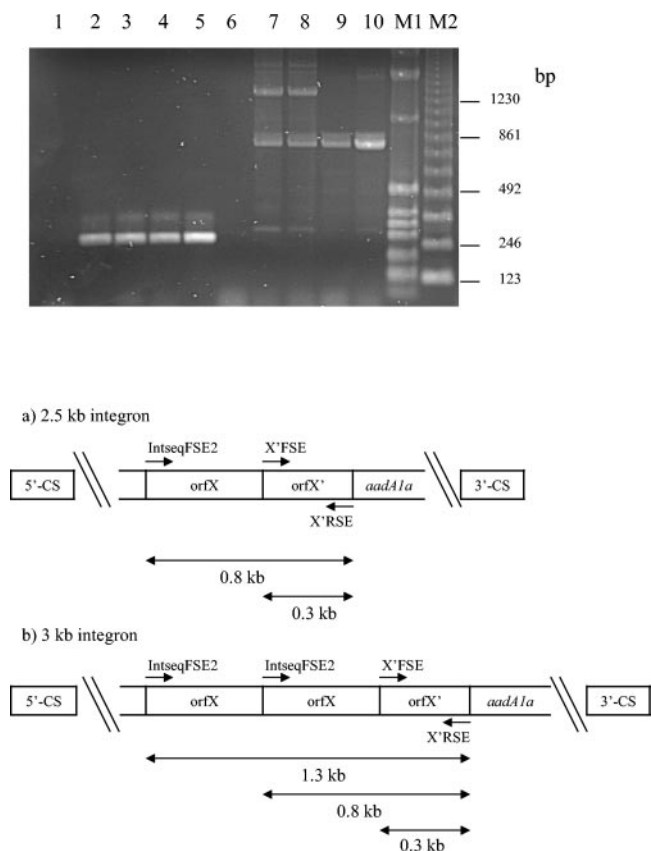 1 2 3 4 5 6 7 8 9 10 M1 M2
bp
1230
861
492
246
123
a) 2.5 kb integron
IntseqFSE2 X'FSE
5'-CS orfX orfX' aadA1a 3'-CS
X'RSE
0.8 kb
0.3 kb
b) 3 kb integron
IntseqFSE2 IntseqFSE2 X'FSE
5'-CS orfX orfX orfX' aadA1a 3'-CS
X'RSE
1.3 kb
0.8 kb
0.3 kb